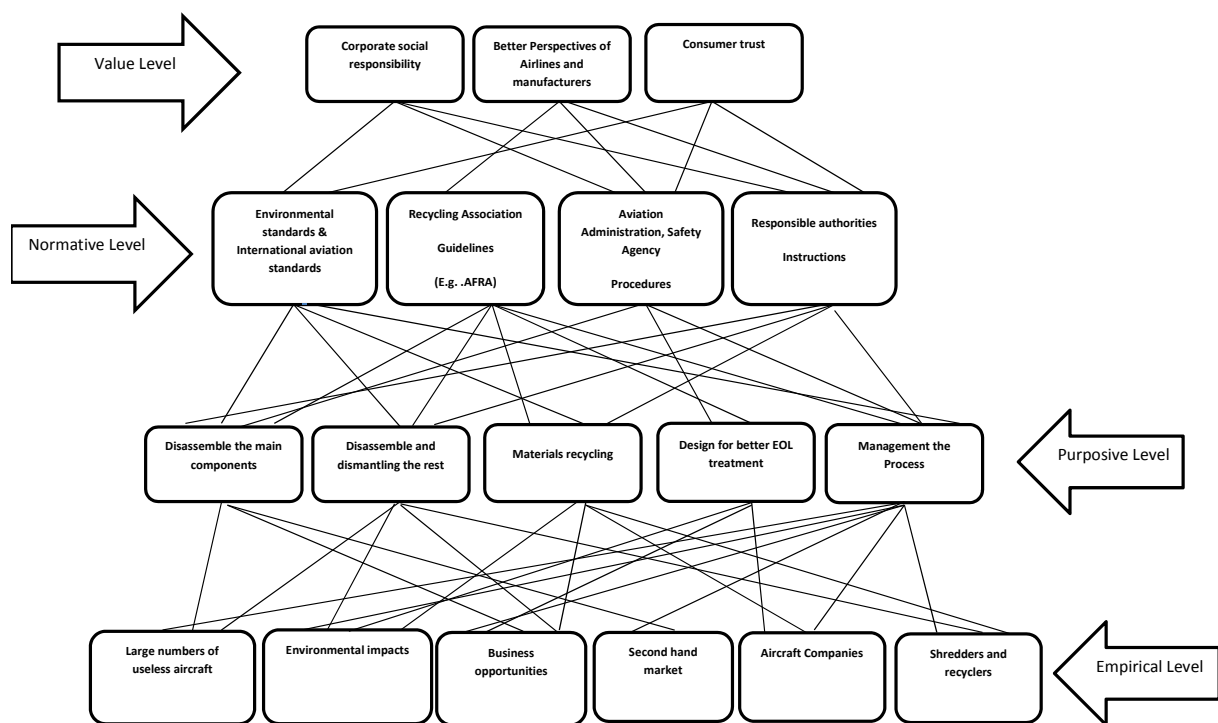 Value Level
Corporate social
responsibility
Better Perspectives of
Airlines and
manufacturers
Consumer trust
Normative Level
Environmental
standards &
International aviation
standards
Recycling Association
Guidelines
(E.g. .AFRA)
Aviation
Administration, Safety
Agency
Procedures
Responsible authorities
Instructions
Disassemble the main
components
Disassemble and
dismantling the rest
Materials recycling
Design for better EOL
treatment
Management the
Process
Purposive Level
Large numbers of
useless aircraft
Environmental impacts
Business
opportunities
Second hand
market
Aircraft Companies
Shredders and
recyclers
Empirical Level